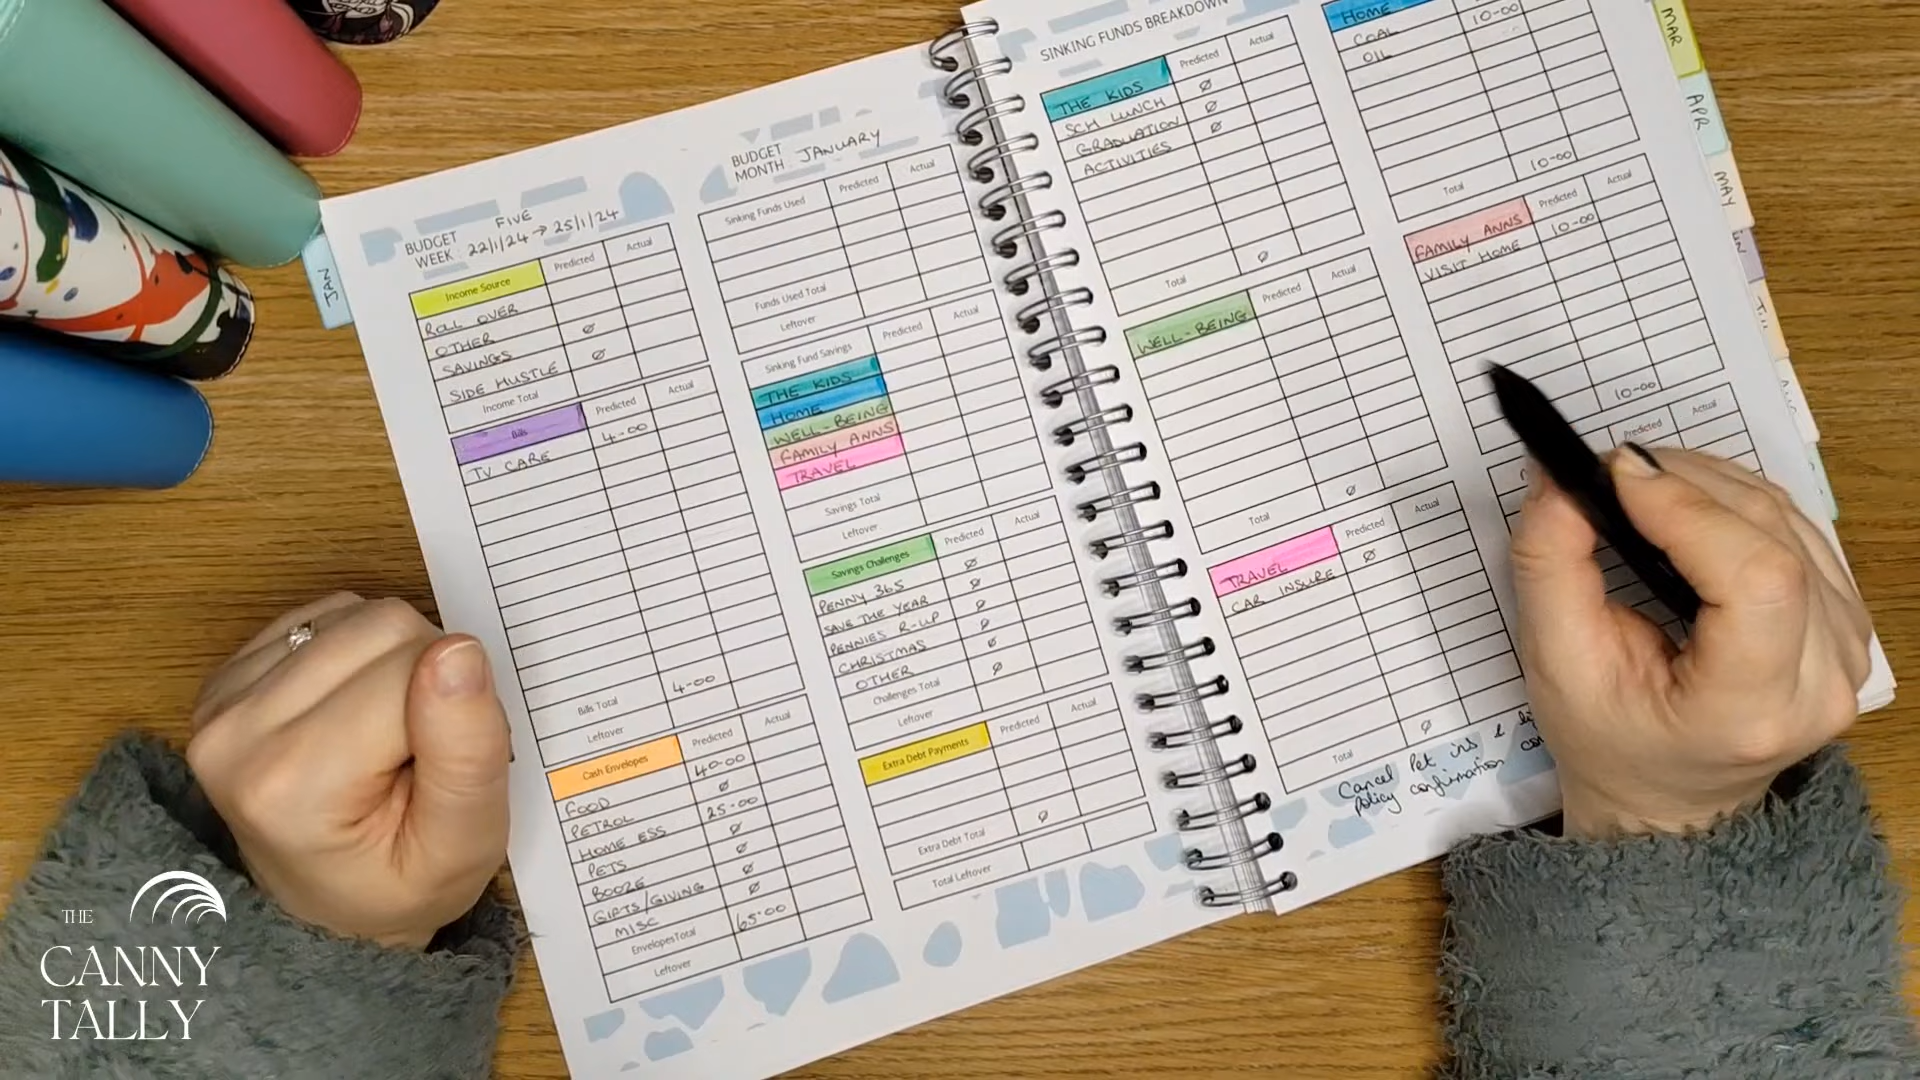 JAN
FIVE
BUDGET
WEEK : 22/1/24 → 25/1/24
Income Source Predicted Actual
ROLL OVER
OTHER
SAVINGS Ø
SIDE HUSTLE Ø
Income Total
Bills Predicted Actual
TV CARE 4-00
Bills Total 4-00
Leftover
Cash Envelopes Predicted Actual
FOOD 40-00
PETROL Ø
HOME ESS 25-00
PETS Ø
BOOZE Ø
GIFTS/GIVING Ø
MISC Ø
Envelopes Total 65-00
Leftover
BUDGET
MONTH : JANUARY
Sinking Funds Used Predicted Actual
Funds Used Total
Leftover
Sinking Fund Savings Predicted Actual
THE KIDS
HOME
WELL-BEING
FAMILY ANNS
TRAVEL
Savings Total
Leftover
Savings Challenges Predicted Actual
PENNY 365 Ø
SAVE THE YEAR Ø
PENNIES R-UP Ø
CHRISTMAS Ø
OTHER Ø
Challenges Total Ø
Leftover
Extra Debt Payments Predicted Actual
Extra Debt Total Ø
Total Leftover
SINKING FUNDS BREAKDOWN
THE KIDS Predicted Actual
SCH LUNCH Ø
GRADUATION Ø
ACTIVITIES Ø
Total Ø
WELL-BEING Predicted Actual
Total Ø
TRAVEL Predicted Actual
CAR INSURE Ø
Total Ø
Cancel Pet ins &
policy confirmation
HOME
COAL 10-00
OIL
Total 10-00
FAMILY ANNS Predicted Actual
VISIT HOME 10-00
10-00
Predicted Actual
MAR
APR
MAY
THE
CANNY
TALLY